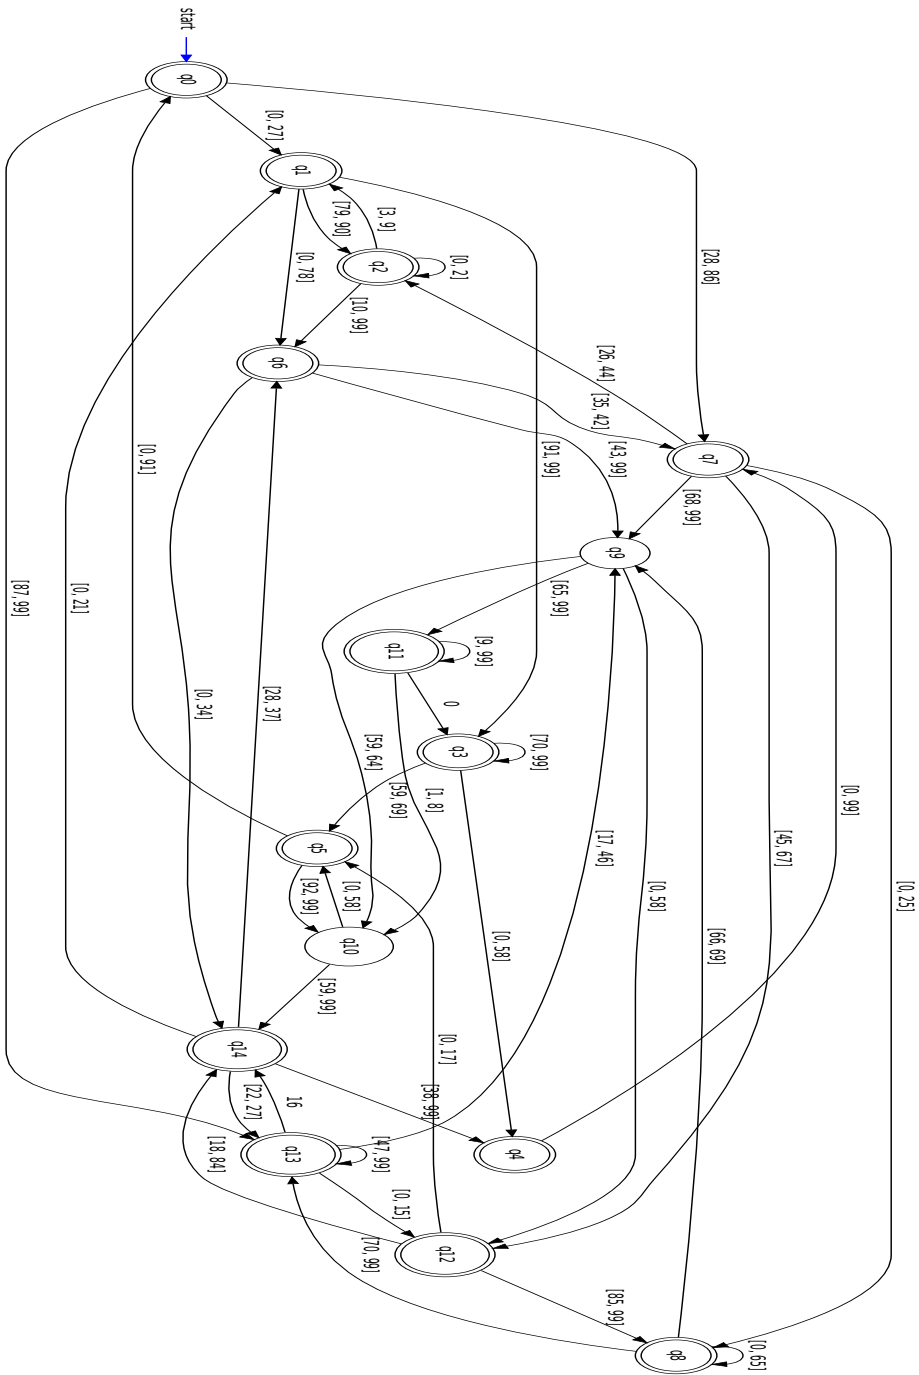 start
q0
[0, 27]
q1
[3, 9]
[79, 90]
[0, 2]
q2
[28, 86]
[0, 78]
[10, 99]
q6
[26, 44]
[35, 42]
[0, 91]
[91, 99]
[43, 99]
q7
[68, 99]
q9
[87, 99]
[0, 21]
[65, 99]
q11
[9, 99]
[0, 34]
[28, 37]
0
[59, 64]
q3
[70, 99]
[59, 69]
[1, 8]
[0, 99]
q5
[17, 46]
[45, 67]
[92, 99]
[0, 58]
[0, 58]
[0, 25]
q10
[0, 58]
[66, 69]
[59, 99]
q14
[0, 17]
[22, 27]
16
[38, 99]
[18, 84]
q13
[47, 99]
q4
[0, 15]
[70, 99]
q12
[85, 99]
q8
[0, 65]